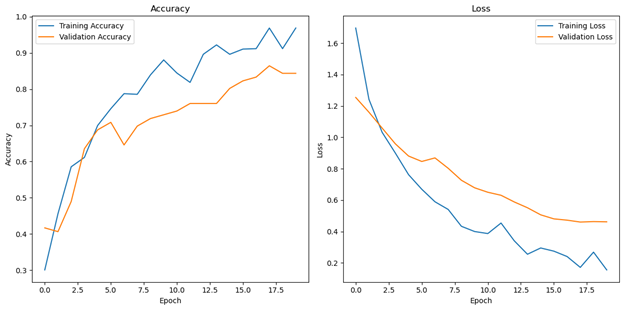 Accuracy
Training Accuracy
Validation Accuracy
1.0
0.9
0.8
0.7
0.6
0.5
0.4
0.3
Accuracy
0.0 2.5 5.0 7.5 10.0 12.5 15.0 17.5
Epoch
Loss
Training Loss
Validation Loss
1.6
1.4
1.2
1.0
0.8
0.6
0.4
0.2
Loss
0.0 2.5 5.0 7.5 10.0 12.5 15.0 17.5
Epoch